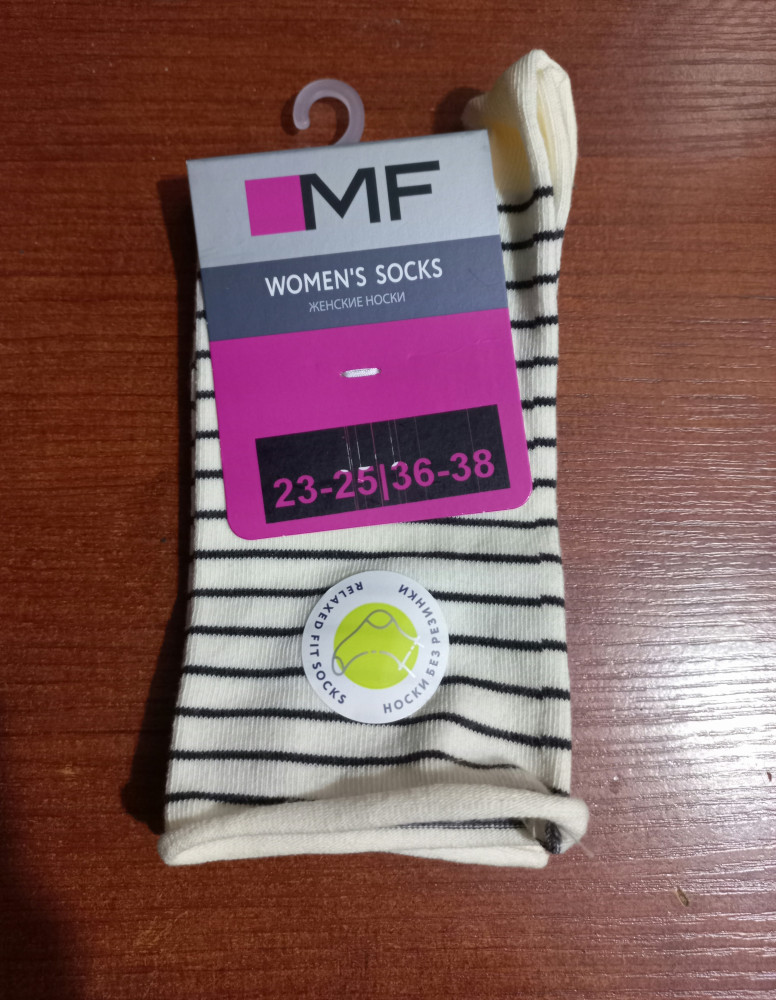 MF
WOMEN'S SOCKS
ЖЕНСКИЕ НОСКИ
23-25|36-38
RELAXED FIT SOCKS
НОСКИ БЕЗ РЕЗИНКИ